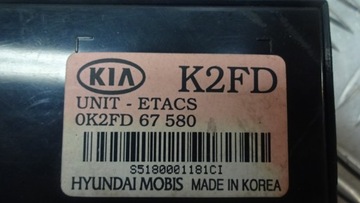 KIA K2FD
UNIT - ETACS
0K2FD 67 580
S5180001181CI
HYUNDAI MOBIS MADE IN KOREA